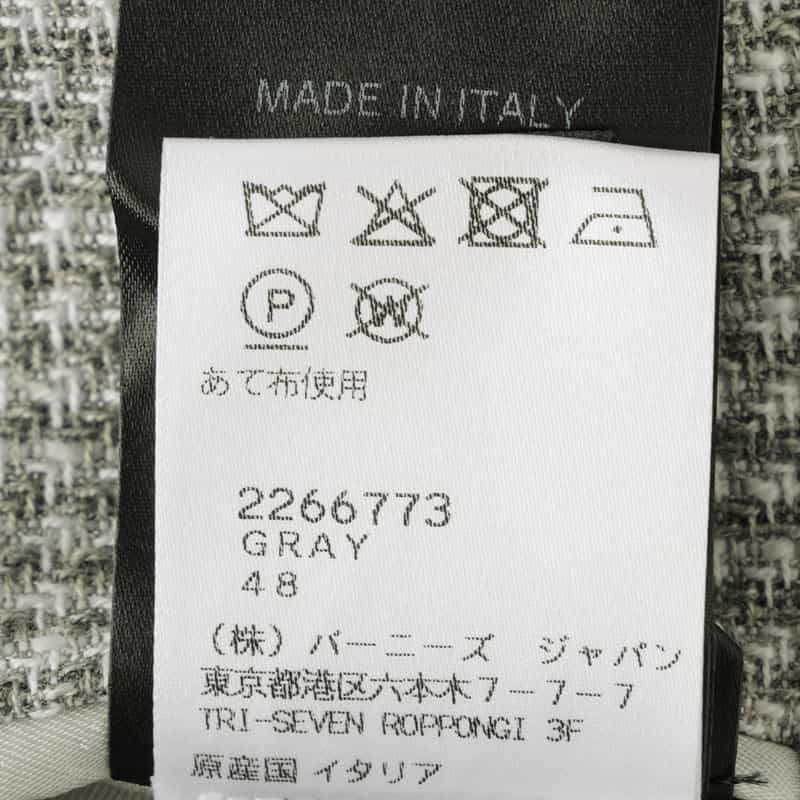 MADE IN ITALY
P W
あて布使用
2266773
GRAY
48
(株) バーニーズ ジャパン
東京都港区六本木7-7-7
TRI-SEVEN ROPPONGI 3F
原産国 イタリア